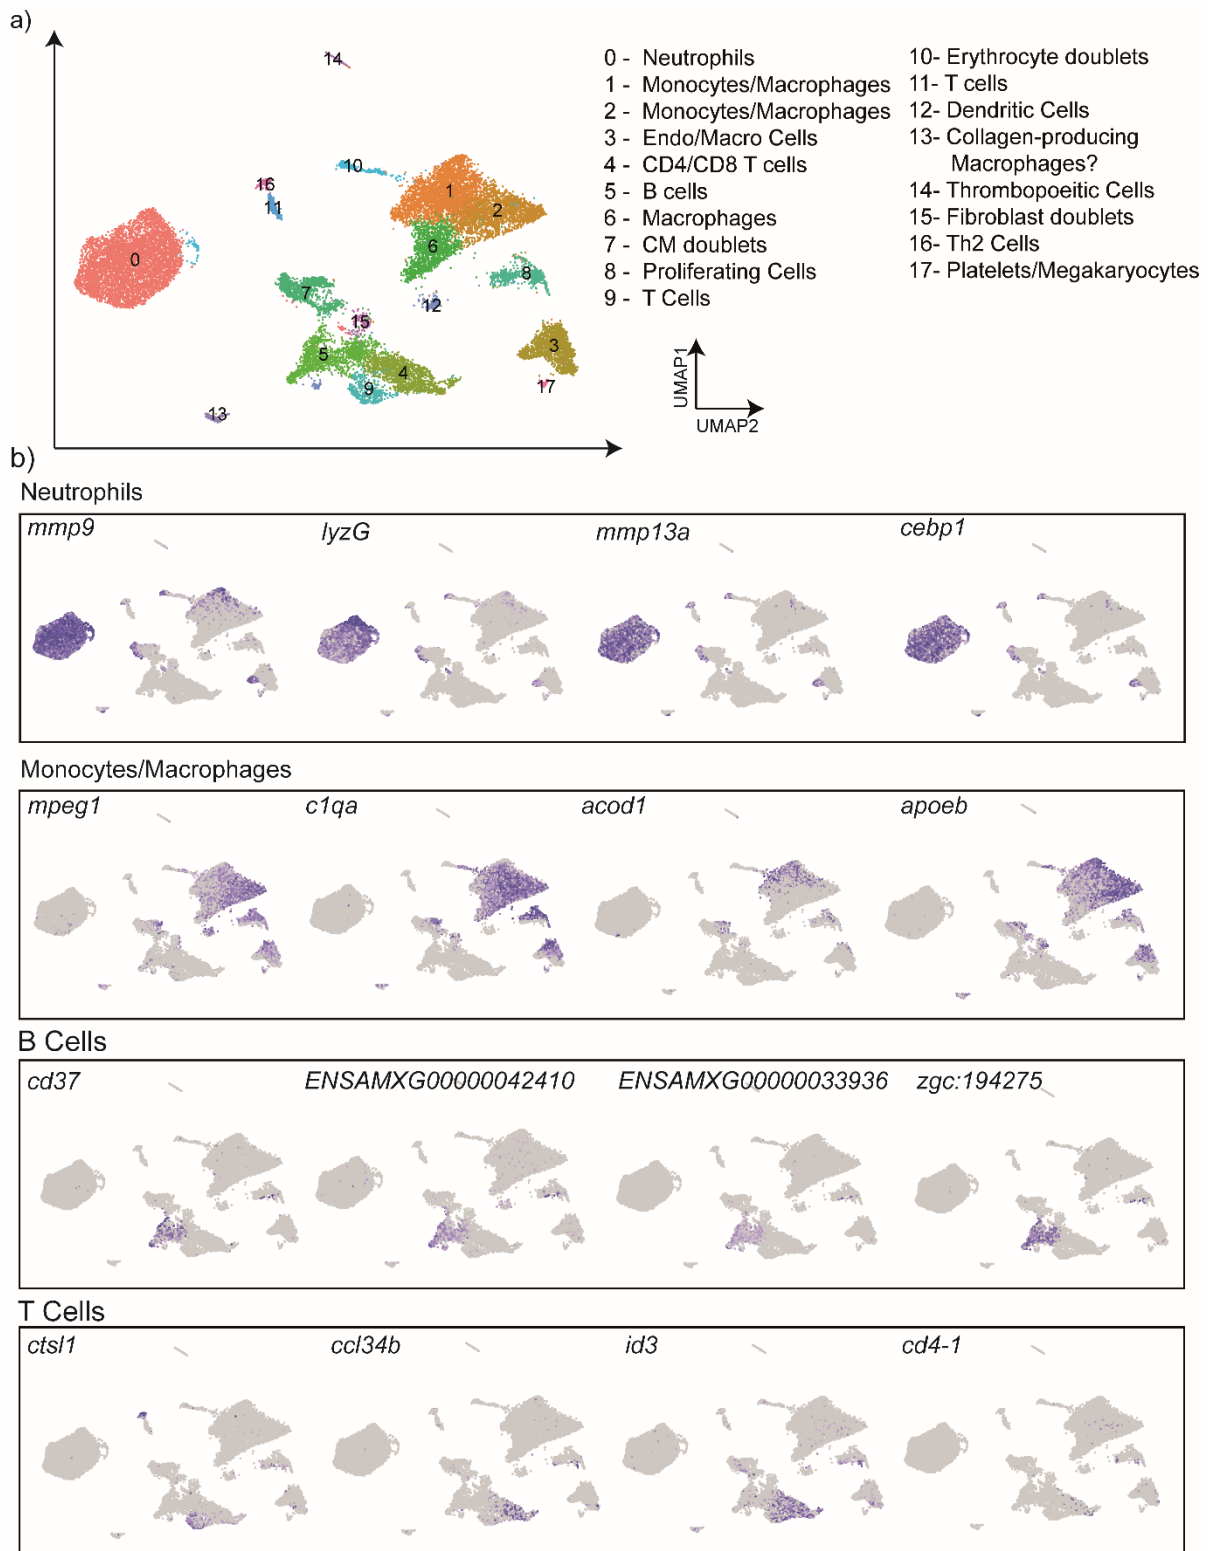 a)
0 - Neutrophils
1 - Monocytes/Macrophages
2 - Monocytes/Macrophages
3 - Endo/Macro Cells
4 - CD4/CD8 T cells
5 - B cells
6 - Macrophages
7 - CM doublets
8 - Proliferating Cells
9 - T Cells
10- Erythrocyte doublets
11- T cells
12- Dendritic Cells
13- Collagen-producing
Macrophages?
14- Thrombopoeitic Cells
15- Fibroblast doublets
16- Th2 Cells
17- Platelets/Megakaryocytes
14
10
16
11
1
2
0
6
8
7
12
15
5
4
3
9
17
13
UMAP1
UMAP2
b)
Neutrophils
mmp9
lyzG
mmp13a
cebp1
Monocytes/Macrophages
mpeg1
c1qa
acod1
apoeb
B Cells
cd37
ENSAMXG00000042410
ENSAMXG00000033936
zgc:194275
T Cells
ctsl1
ccl34b
id3
cd4-1